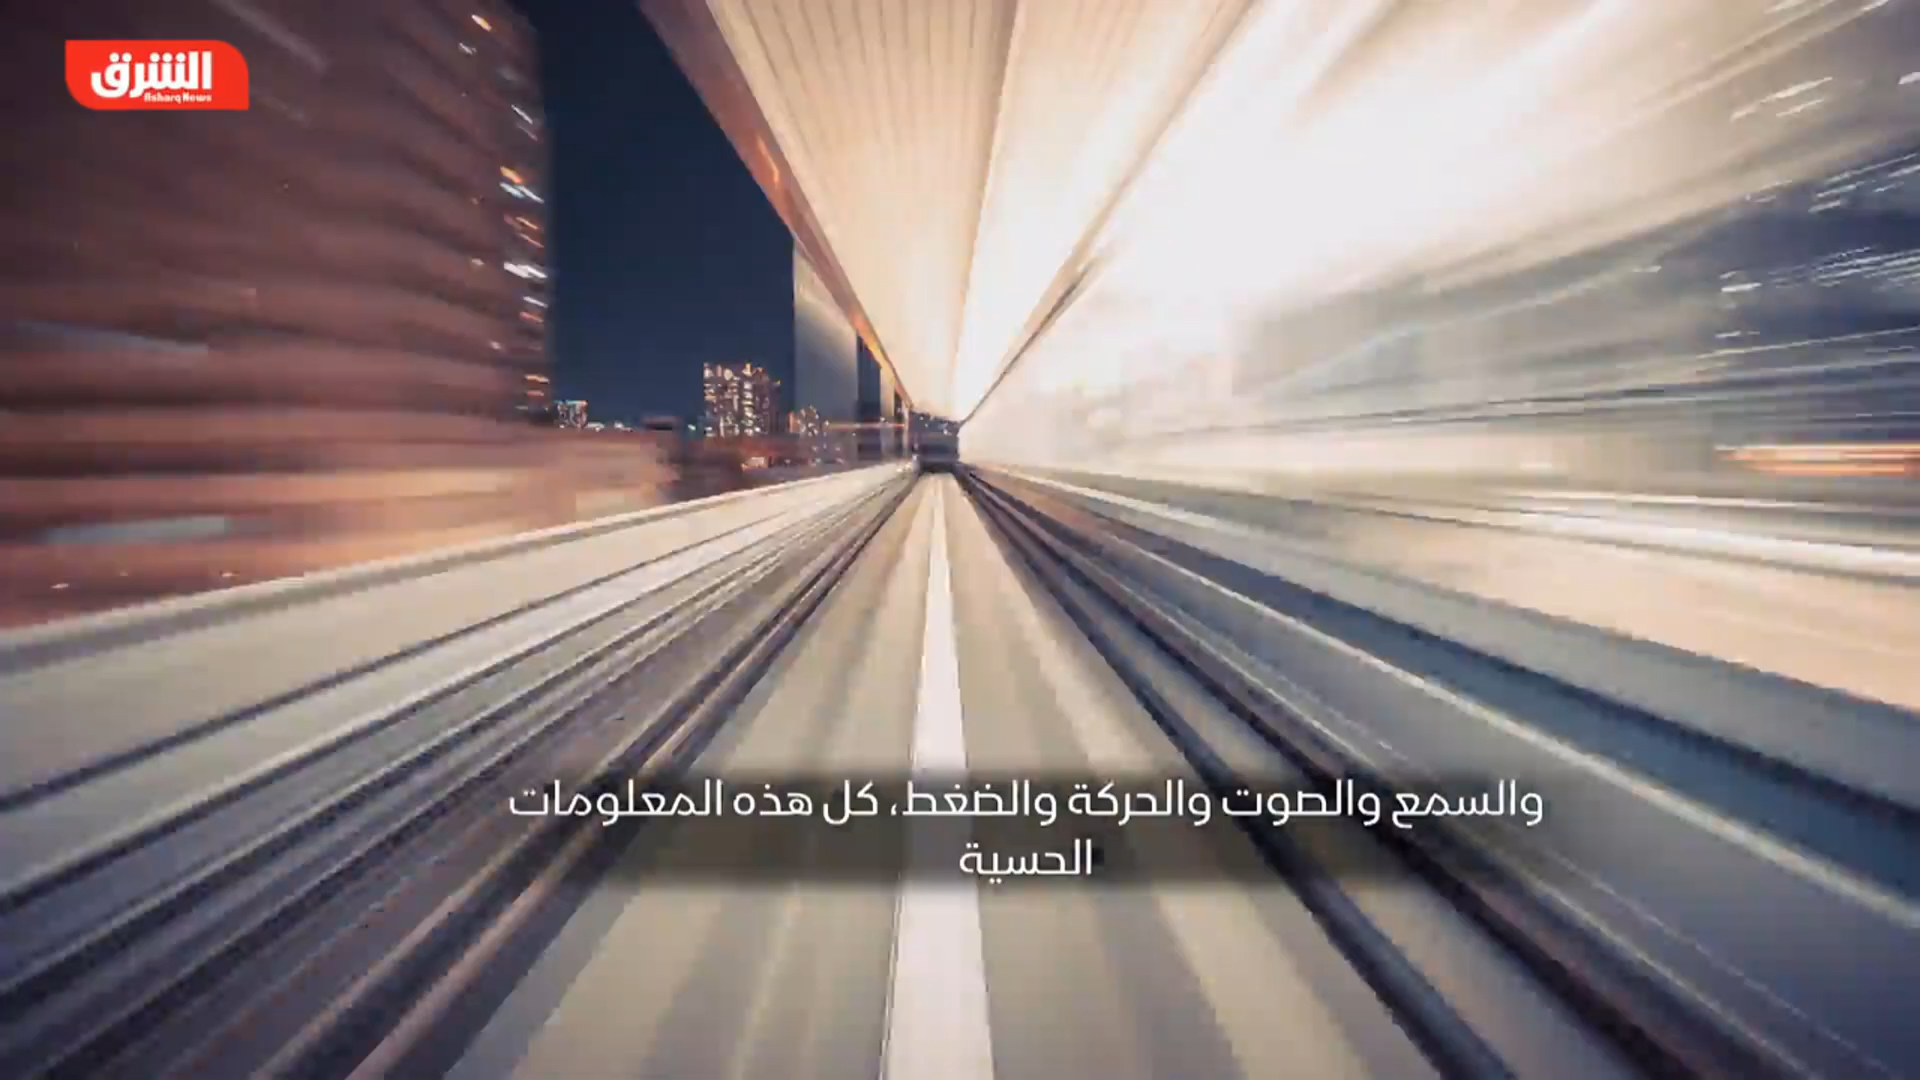 الشرق
Asharq News
والسمع والصوت والحركة والضغط، كل هذه المعلومات
الحسية